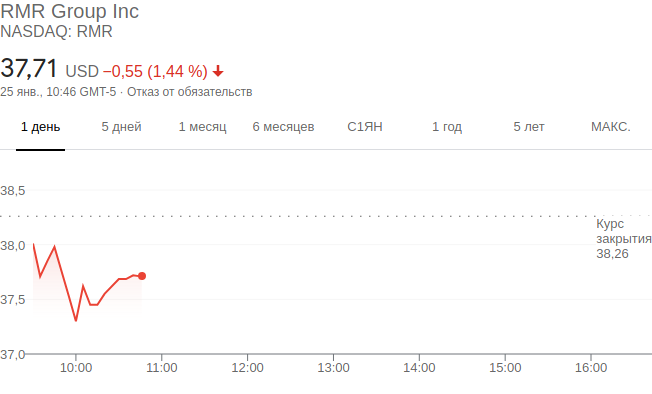 RMR Group Inc
NASDAQ: RMR
37,71 USD −0,55 (1,44 %)
25 янв., 10:46 GMT-5 · Отказ от обязательств
1 день 5 дней 1 месяц 6 месяцев С1ЯН 1 год 5 лет МАКС.
38,5
Курс
закрытия
38,26
38,0
37,5
37,0
10:00 11:00 12:00 13:00 14:00 15:00 16:00